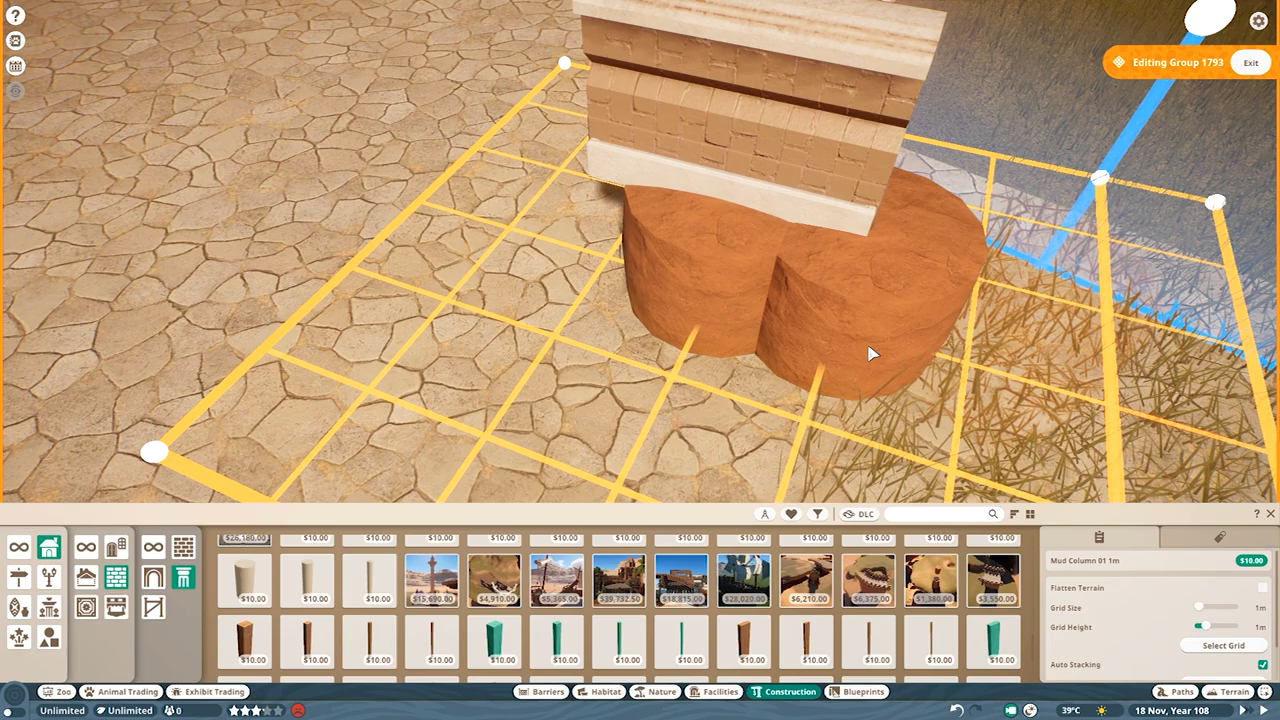 ?
Editing Group 1793 Exit
DLC
? ×
$26,180.00 $10.00 $10.00 $10.00 $10.00 $10.00 $10.00 $10.00 $10.00 $10.00 $10.00 $10.00 $10.00
$10.00 $10.00 $10.00 $15,690.00 $4,910.00 $5,365.00 $39,732.50 $18,815.00 $28,020.00 $6,210.00 $6,375.00 $1,380.00 $3,550.00
$10.00 $10.00 $10.00 $10.00 $10.00 $10.00 $10.00 $10.00 $10.00 $10.00 $10.00 $10.00 $10.00
Mud Column 01 1m $10.00
Flatten Terrain
Grid Size 1m
Grid Height 1m
Select Grid
Auto Stacking
Zoo Animal Trading Exhibit Trading Barriers Habitat Nature Facilities Construction Blueprints Paths Terrain
Unlimited Unlimited 0 39°C 18 Nov, Year 108